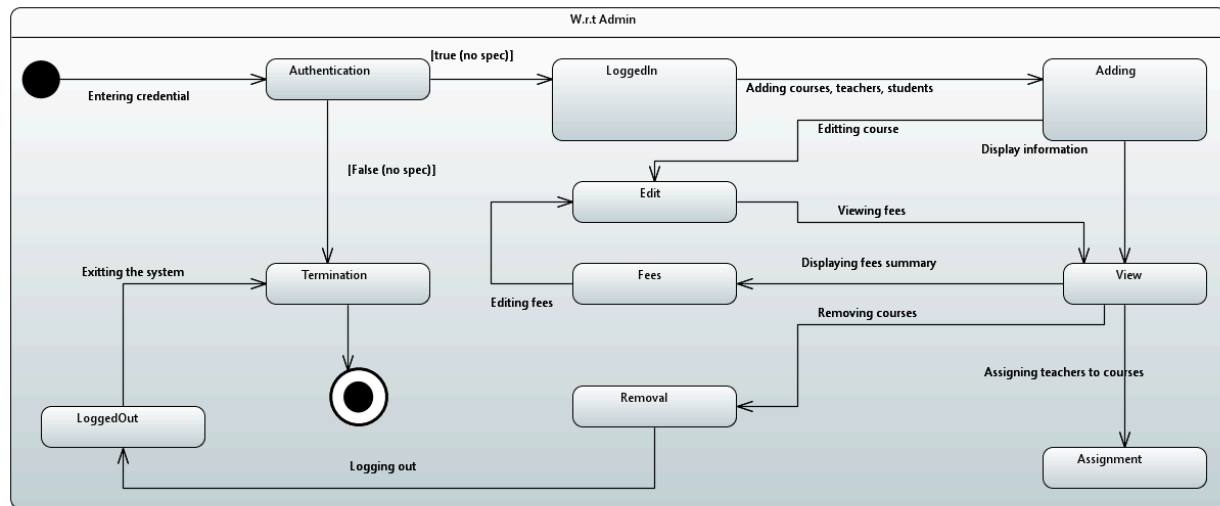 W.r.t Admin
[true (no spec)]
Authentication
LoggedIn
Adding
Entering credential
Adding courses, teachers, students
Editting course
Display information
[False (no spec)]
Edit
Viewing fees
Displaying fees summary
Exitting the system
Termination
Fees
View
Editing fees
Removing courses
Assigning teachers to courses
Removal
LoggedOut
Logging out
Assignment